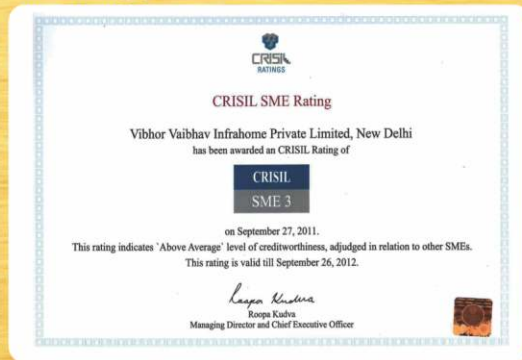 CRISIL
RATINGS
CRISIL SME Rating
Vibhor Vaibhav Infrahome Private Limited, New Delhi
has been awarded an CRISIL Rating of
CRISIL
SME 3
on September 27, 2011.
This rating indicates `Above Average' level of creditworthiness, adjudged in relation to other SMEs.
This rating is valid till September 26, 2012.
Roopa Kudva
Roopa Kudva
Managing Director and Chief Executive Officer